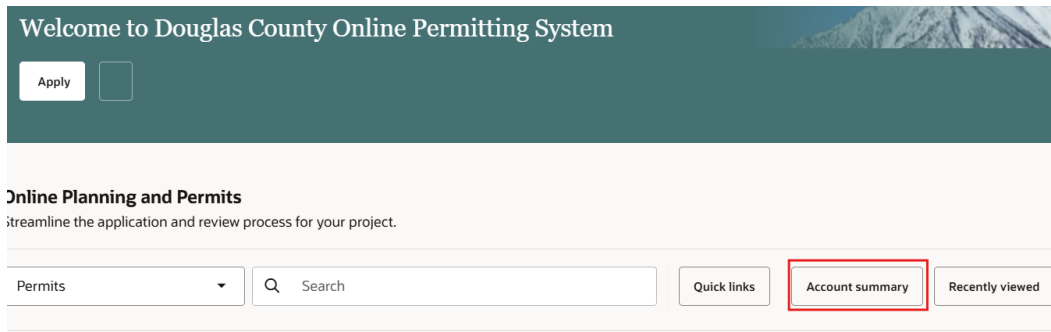 Welcome to Douglas County Online Permitting System
Apply
Online Planning and Permits
Streamline the application and review process for your project.
Permits
Search
Quick links
Account summary
Recently viewed